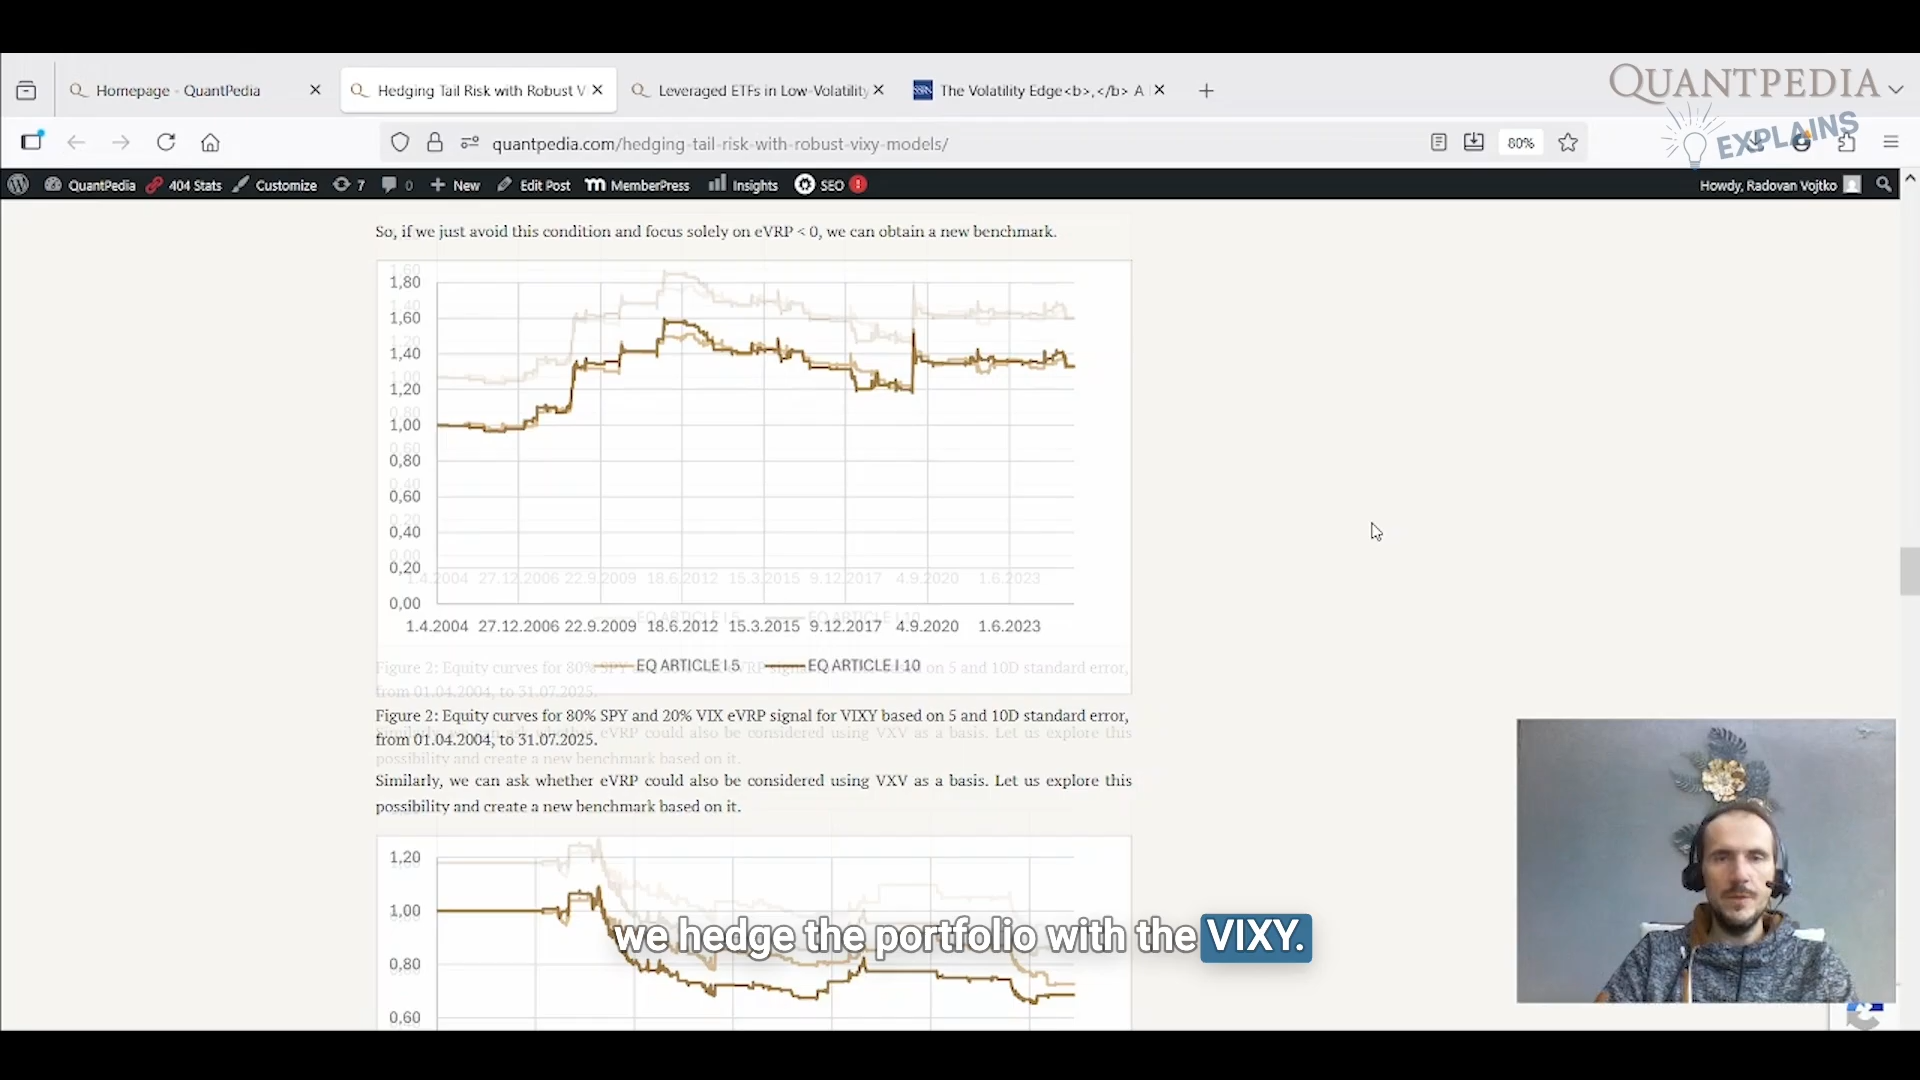 Homepage - QuantPedia
Hedging Tail Risk with Robust V
Leveraged ETFs in Low-Volatility
SSRN
The Volatility Edge<b>,</b> A
QUANTPEDIA
EXPLAINS
quantpedia.com/hedging-tail-risk-with-robust-vixy-models/
80%
QuantPedia
404 Stats
Customize
7
0
New
Edit Post
MemberPress
Insights
SEO
!
Howdy, Radovan Vojtko
So, if we just avoid this condition and focus solely on eVRP < 0, we can obtain a new benchmark.
1,80
1,60
1,40
1,20
1,00
0,80
0,60
0,40
0,20
0,00
1.4.2004 27.12.2006 22.9.2009 18.6.2012 15.3.2015 9.12.2017 4.9.2020 1.6.2023
EQ ARTICLE I 5 EQ ARTICLE I 10
Figure 2: Equity curves for 80% SPY and 20% VIX eVRP signal for VIXY based on 5 and 10D standard error,
from 01.04.2004, to 31.07.2025.
Similarly, we can ask whether eVRP could also be considered using VXV as a basis. Let us explore this
possibility and create a new benchmark based on it.
1,20
1,00
0,80
0,60
we hedge the portfolio with the VIXY.